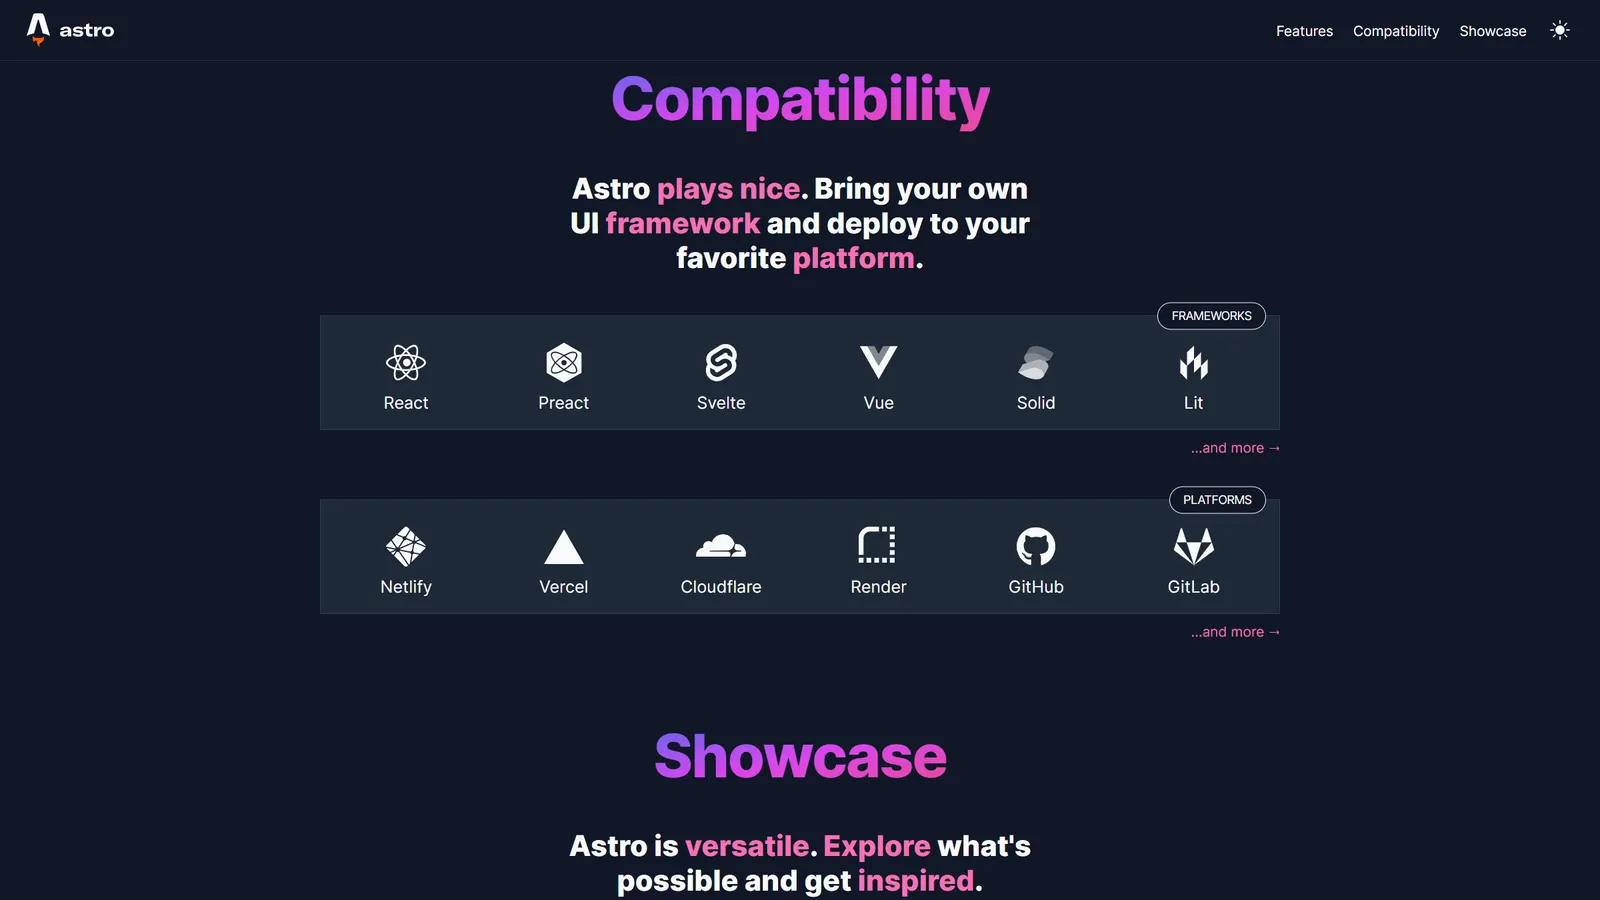 astro
Features
Compatibility
Showcase
Compatibility
Astro plays nice. Bring your own
UI framework and deploy to your
favorite platform.
FRAMEWORKS
React
Preact
Svelte
Vue
Solid
Lit
...and more →
PLATFORMS
Netlify
Vercel
Cloudflare
Render
GitHub
GitLab
...and more →
Showcase
Astro is versatile. Explore what's
possible and get inspired.